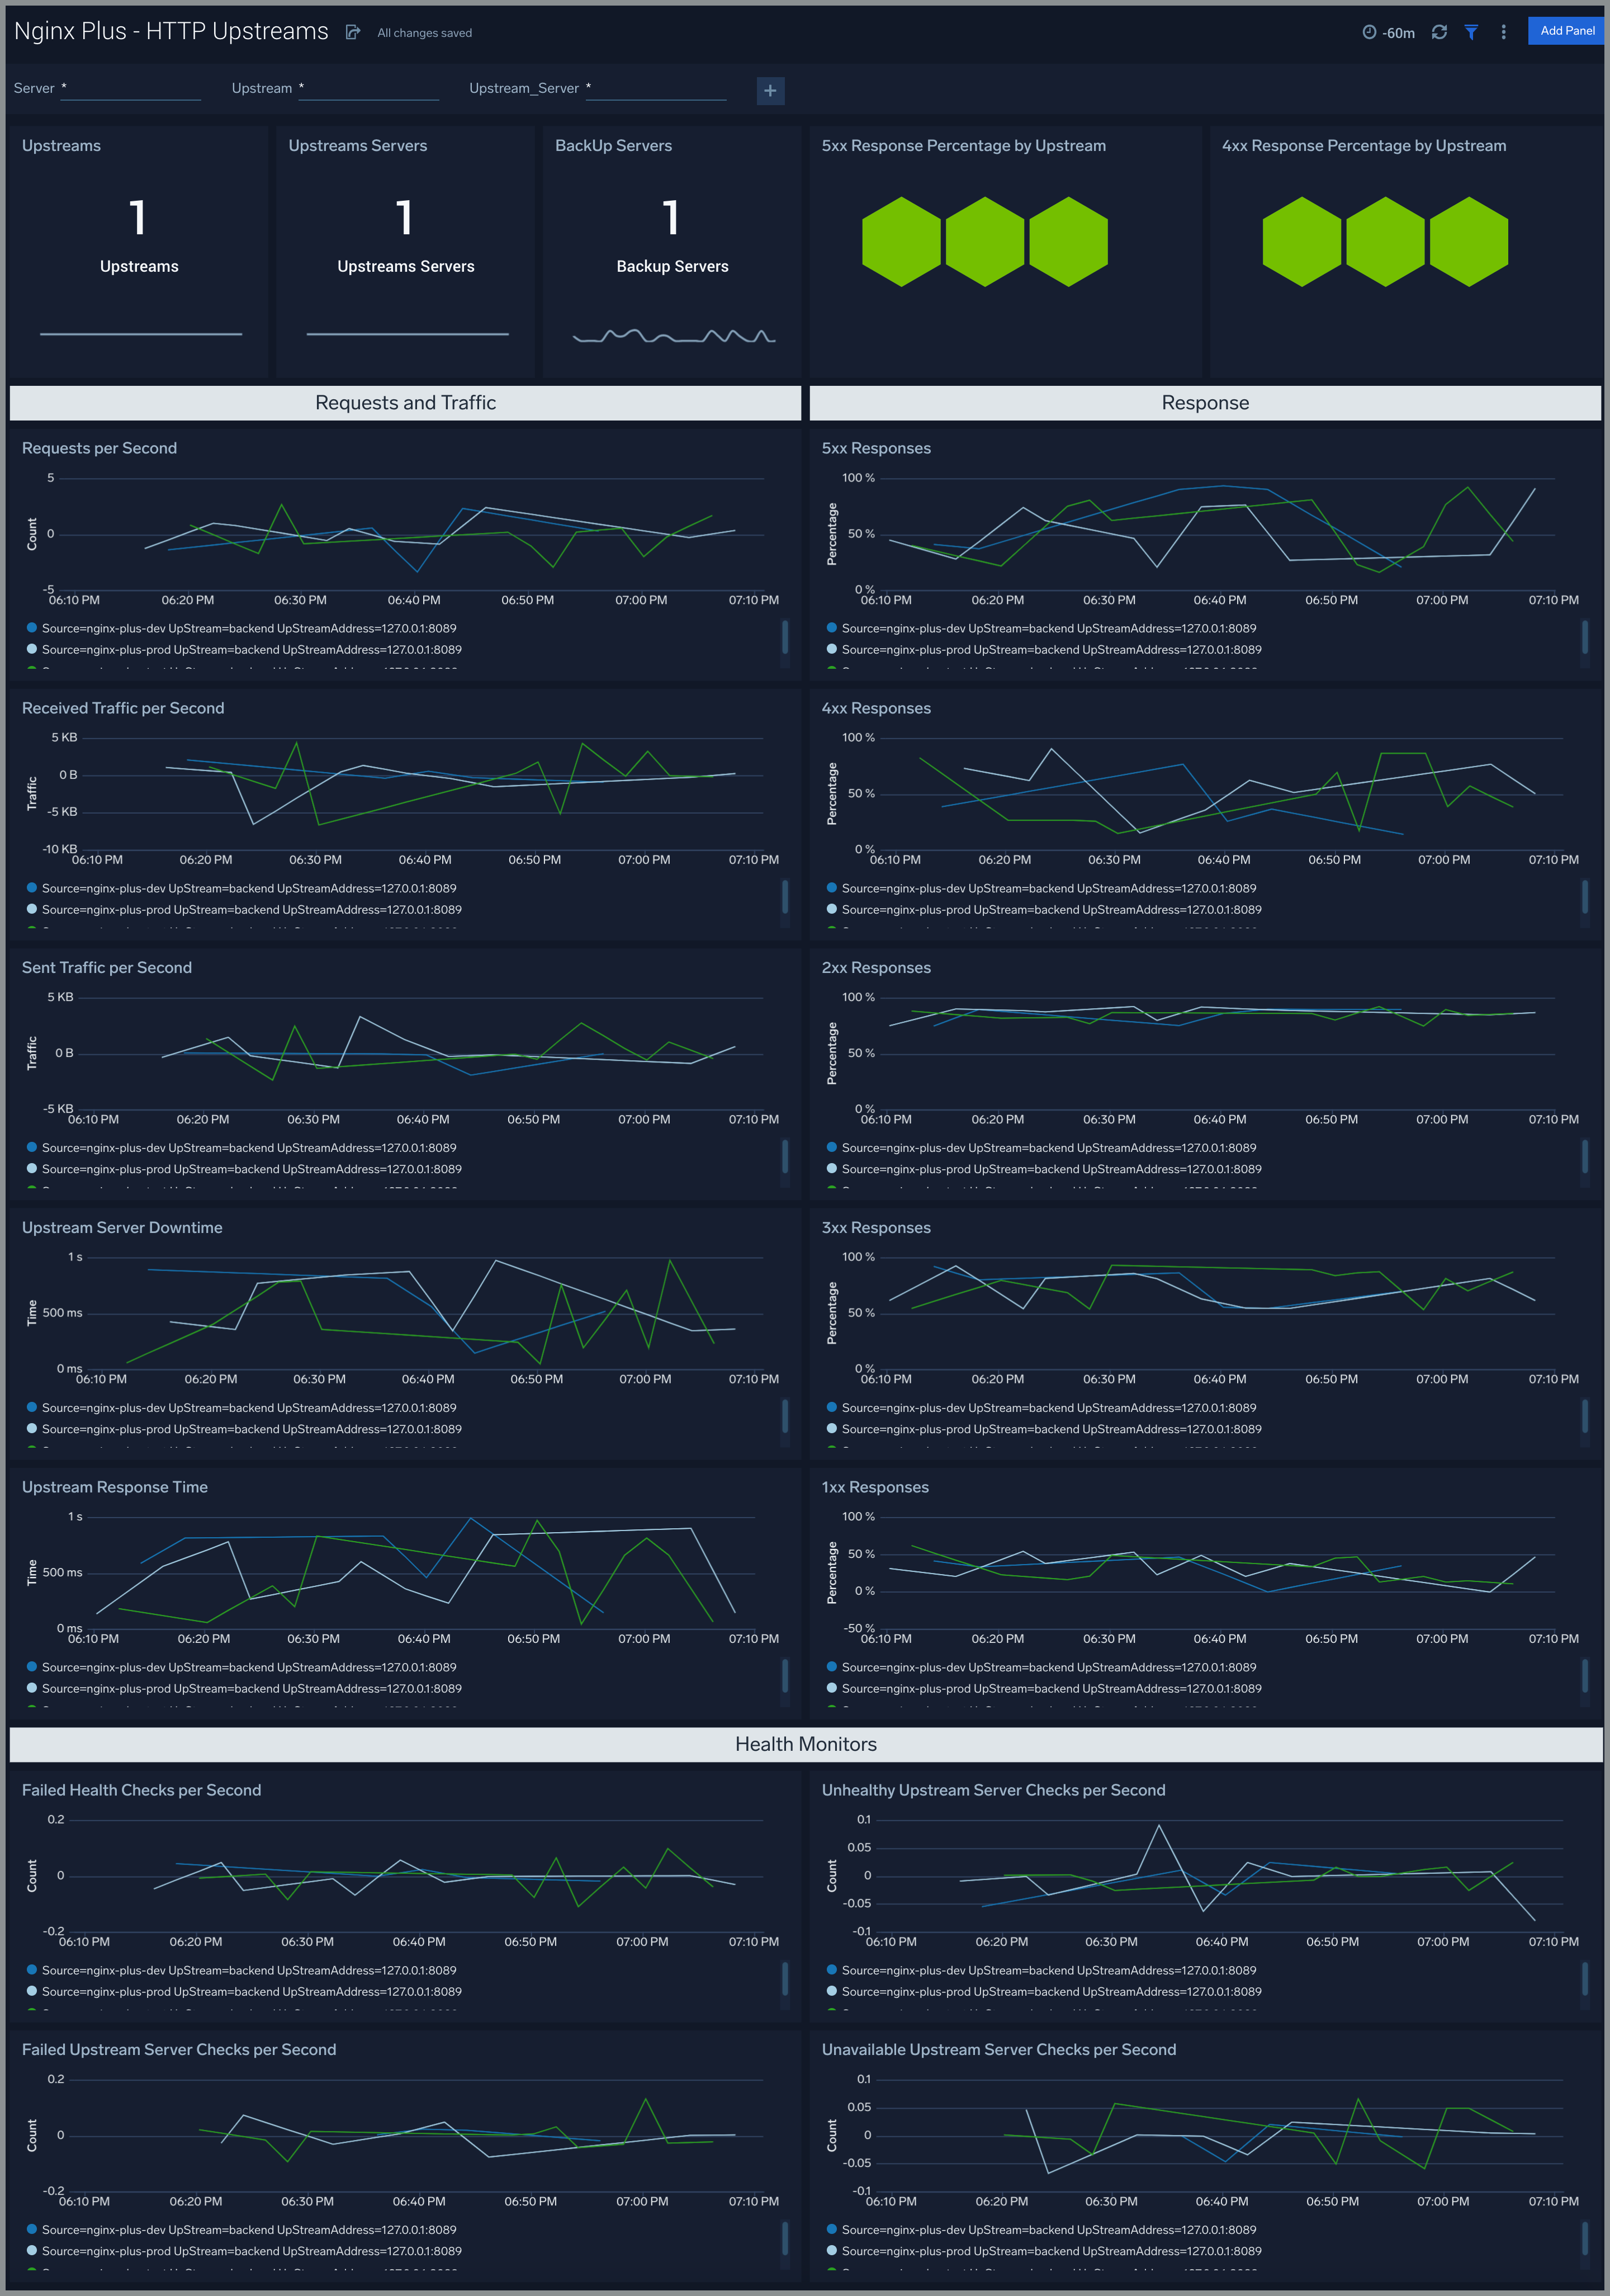 Nginx Plus - HTTP Upstreams
All changes saved
-60m
Add Panel
Server *
Upstream *
Upstream_Server *
+
Upstreams
1
Upstreams
Upstreams Servers
1
Upstreams Servers
BackUp Servers
1
Backup Servers
5xx Response Percentage by Upstream
4xx Response Percentage by Upstream
Requests and Traffic
Response
Requests per Second
Count
5
0
-5
06:10 PM 06:20 PM 06:30 PM 06:40 PM 06:50 PM 07:00 PM 07:10 PM
Source=nginx-plus-dev UpStream=backend UpStreamAddress=127.0.0.1:8089
Source=nginx-plus-prod UpStream=backend UpStreamAddress=127.0.0.1:8089
5xx Responses
Percentage
100 %
50 %
0 %
06:10 PM 06:20 PM 06:30 PM 06:40 PM 06:50 PM 07:00 PM 07:10 PM
Source=nginx-plus-dev UpStream=backend UpStreamAddress=127.0.0.1:8089
Source=nginx-plus-prod UpStream=backend UpStreamAddress=127.0.0.1:8089
Received Traffic per Second
Traffic
5 KB
0 B
-5 KB
-10 KB
06:10 PM 06:20 PM 06:30 PM 06:40 PM 06:50 PM 07:00 PM 07:10 PM
Source=nginx-plus-dev UpStream=backend UpStreamAddress=127.0.0.1:8089
Source=nginx-plus-prod UpStream=backend UpStreamAddress=127.0.0.1:8089
4xx Responses
Percentage
100 %
50 %
0 %
06:10 PM 06:20 PM 06:30 PM 06:40 PM 06:50 PM 07:00 PM 07:10 PM
Source=nginx-plus-dev UpStream=backend UpStreamAddress=127.0.0.1:8089
Source=nginx-plus-prod UpStream=backend UpStreamAddress=127.0.0.1:8089
Sent Traffic per Second
Traffic
5 KB
0 B
-5 KB
06:10 PM 06:20 PM 06:30 PM 06:40 PM 06:50 PM 07:00 PM 07:10 PM
Source=nginx-plus-dev UpStream=backend UpStreamAddress=127.0.0.1:8089
Source=nginx-plus-prod UpStream=backend UpStreamAddress=127.0.0.1:8089
2xx Responses
Percentage
100 %
50 %
0 %
06:10 PM 06:20 PM 06:30 PM 06:40 PM 06:50 PM 07:00 PM 07:10 PM
Source=nginx-plus-dev UpStream=backend UpStreamAddress=127.0.0.1:8089
Source=nginx-plus-prod UpStream=backend UpStreamAddress=127.0.0.1:8089
Upstream Server Downtime
Time
1 s
500 ms
0 ms
06:10 PM 06:20 PM 06:30 PM 06:40 PM 06:50 PM 07:00 PM 07:10 PM
Source=nginx-plus-dev UpStream=backend UpStreamAddress=127.0.0.1:8089
Source=nginx-plus-prod UpStream=backend UpStreamAddress=127.0.0.1:8089
3xx Responses
Percentage
100 %
50 %
0 %
06:10 PM 06:20 PM 06:30 PM 06:40 PM 06:50 PM 07:00 PM 07:10 PM
Source=nginx-plus-dev UpStream=backend UpStreamAddress=127.0.0.1:8089
Source=nginx-plus-prod UpStream=backend UpStreamAddress=127.0.0.1:8089
Upstream Response Time
Time
1 s
500 ms
0 ms
06:10 PM 06:20 PM 06:30 PM 06:40 PM 06:50 PM 07:00 PM 07:10 PM
Source=nginx-plus-dev UpStream=backend UpStreamAddress=127.0.0.1:8089
Source=nginx-plus-prod UpStream=backend UpStreamAddress=127.0.0.1:8089
1xx Responses
Percentage
100 %
50 %
0 %
-50 %
06:10 PM 06:20 PM 06:30 PM 06:40 PM 06:50 PM 07:00 PM 07:10 PM
Source=nginx-plus-dev UpStream=backend UpStreamAddress=127.0.0.1:8089
Source=nginx-plus-prod UpStream=backend UpStreamAddress=127.0.0.1:8089
Health Monitors
Failed Health Checks per Second
Count
0.2
0
-0.2
06:10 PM 06:20 PM 06:30 PM 06:40 PM 06:50 PM 07:00 PM 07:10 PM
Source=nginx-plus-dev UpStream=backend UpStreamAddress=127.0.0.1:8089
Source=nginx-plus-prod UpStream=backend UpStreamAddress=127.0.0.1:8089
Unhealthy Upstream Server Checks per Second
Count
0.1
0.05
0
-0.05
-0.1
06:10 PM 06:20 PM 06:30 PM 06:40 PM 06:50 PM 07:00 PM 07:10 PM
Source=nginx-plus-dev UpStream=backend UpStreamAddress=127.0.0.1:8089
Source=nginx-plus-prod UpStream=backend UpStreamAddress=127.0.0.1:8089
Failed Upstream Server Checks per Second
Count
0.2
0
-0.2
06:10 PM 06:20 PM 06:30 PM 06:40 PM 06:50 PM 07:00 PM 07:10 PM
Source=nginx-plus-dev UpStream=backend UpStreamAddress=127.0.0.1:8089
Source=nginx-plus-prod UpStream=backend UpStreamAddress=127.0.0.1:8089
Unavailable Upstream Server Checks per Second
Count
0.1
0.05
0
-0.05
-0.1
06:10 PM 06:20 PM 06:30 PM 06:40 PM 06:50 PM 07:00 PM 07:10 PM
Source=nginx-plus-dev UpStream=backend UpStreamAddress=127.0.0.1:8089
Source=nginx-plus-prod UpStream=backend UpStreamAddress=127.0.0.1:8089